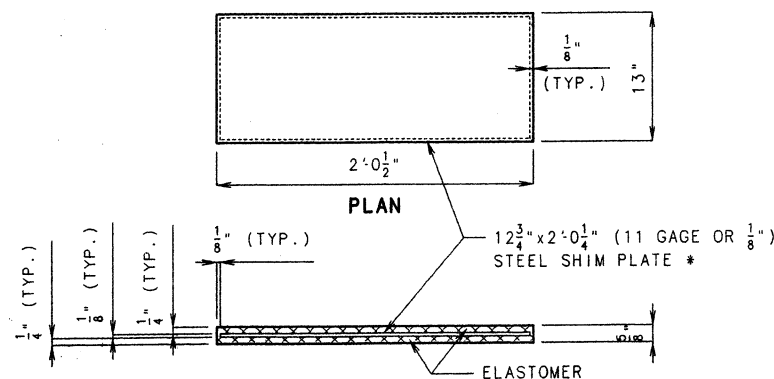 1/8"
(TYP.)
13"
2'-0 1/2"
PLAN
1/8" (TYP.)
12 3/4" x 2'-0 1/4" (11 GAGE OR 1/8")
STEEL SHIM PLATE *
1/4" (TYP.)
1/8" (TYP.)
1/4" (TYP.)
5/8"
ELASTOMER